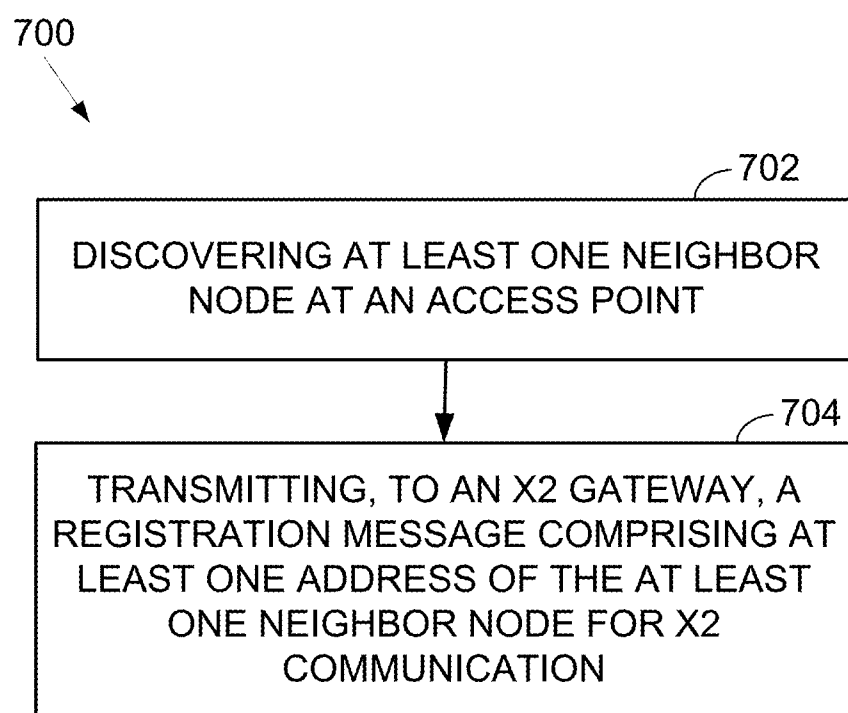 700
702
DISCOVERING AT LEAST ONE NEIGHBOR
NODE AT AN ACCESS POINT
704
TRANSMITTING, TO AN X2 GATEWAY, A
REGISTRATION MESSAGE COMPRISING AT
LEAST ONE ADDRESS OF THE AT LEAST
ONE NEIGHBOR NODE FOR X2
COMMUNICATION